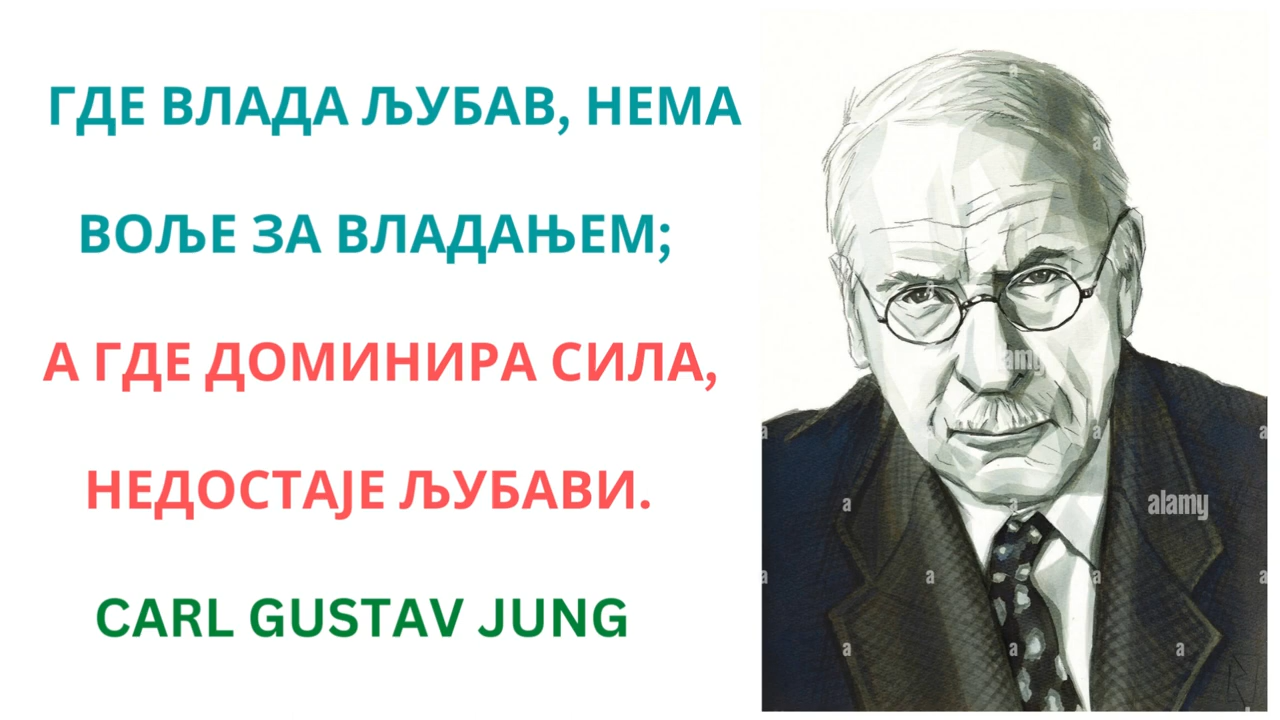 ГДЕ ВЛАДА ЉУБАВ, НЕМА
ВОЉЕ ЗА ВЛАДАЊЕМ;
А ГДЕ ДОМИНИРА СИЛА,
НЕДОСТАЈЕ ЉУБАВИ.
CARL GUSTAV JUNG
alamy
alamy